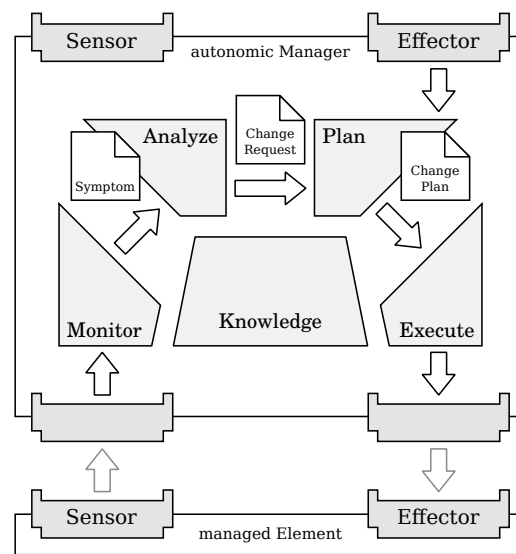 Sensor
Effector
autonomic Manager
Analyze
Change
Request
Plan
Symptom
Change
Plan
Monitor
Knowledge
Execute
Sensor
Effector
managed Element